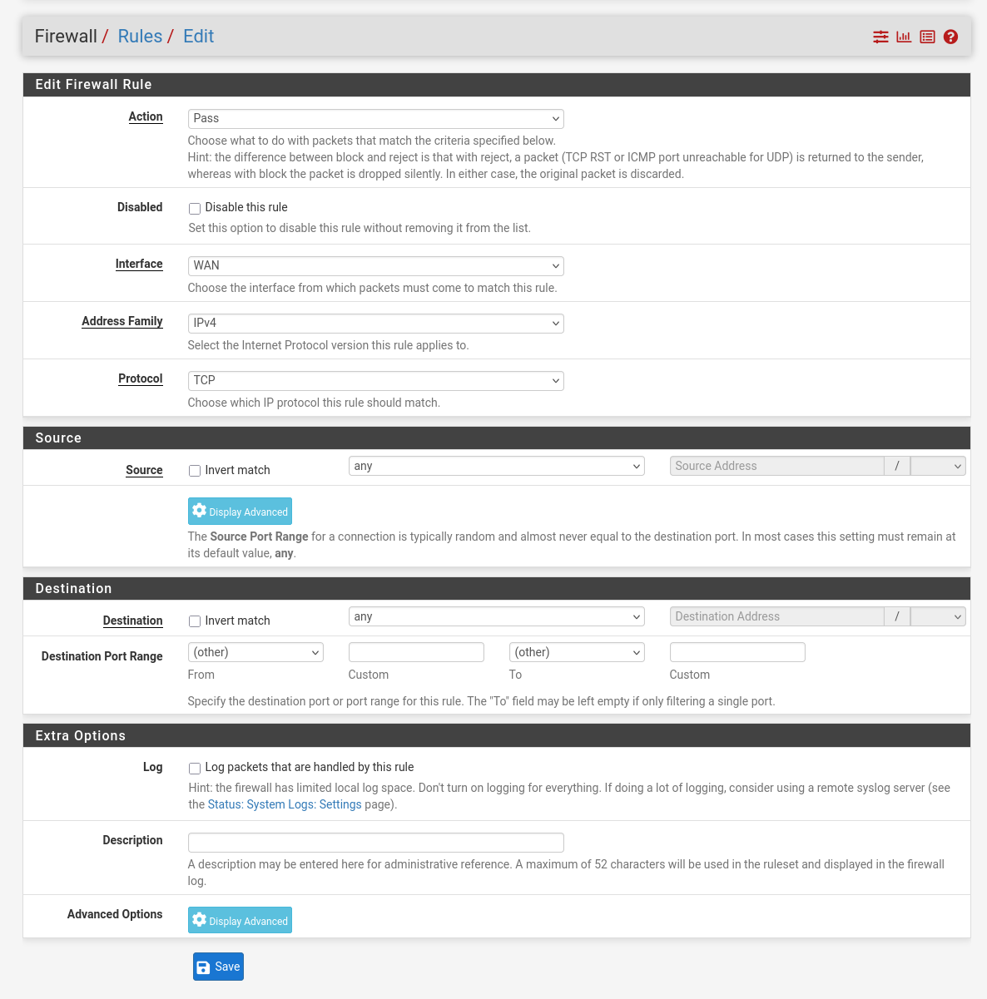 Firewall / Rules / Edit
Edit Firewall Rule
Action
Pass
Choose what to do with packets that match the criteria specified below.
Hint: the difference between block and reject is that with reject, a packet (TCP RST or ICMP port unreachable for UDP) is returned to the sender,
whereas with block the packet is dropped silently. In either case, the original packet is discarded.
Disabled
Disable this rule
Set this option to disable this rule without removing it from the list.
Interface
WAN
Choose the interface from which packets must come to match this rule.
Address Family
IPv4
Select the Internet Protocol version this rule applies to.
Protocol
TCP
Choose which IP protocol this rule should match.
Source
Source
Invert match
any
Source Address
/
Display Advanced
The Source Port Range for a connection is typically random and almost never equal to the destination port. In most cases this setting must remain at
its default value, any.
Destination
Destination
Invert match
any
Destination Address
/
Destination Port Range
(other)
(other)
From
Custom
To
Custom
Specify the destination port or port range for this rule. The "To" field may be left empty if only filtering a single port.
Extra Options
Log
Log packets that are handled by this rule
Hint: the firewall has limited local log space. Don't turn on logging for everything. If doing a lot of logging, consider using a remote syslog server (see
the Status: System Logs: Settings page).
Description
A description may be entered here for administrative reference. A maximum of 52 characters will be used in the ruleset and displayed in the firewall
log.
Advanced Options
Display Advanced
Save